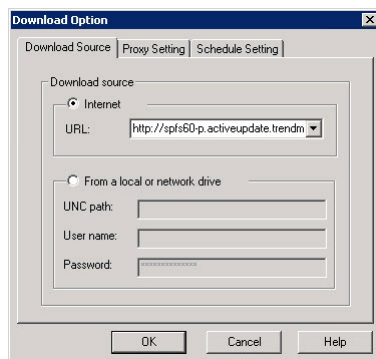 Download Option
Download Source
Proxy Setting
Schedule Setting
Download source
Internet
URL: http://spfs60-p.activeupdate.trendm
From a local or network drive
UNC path:
User name:
Password: **************
OK Cancel Help